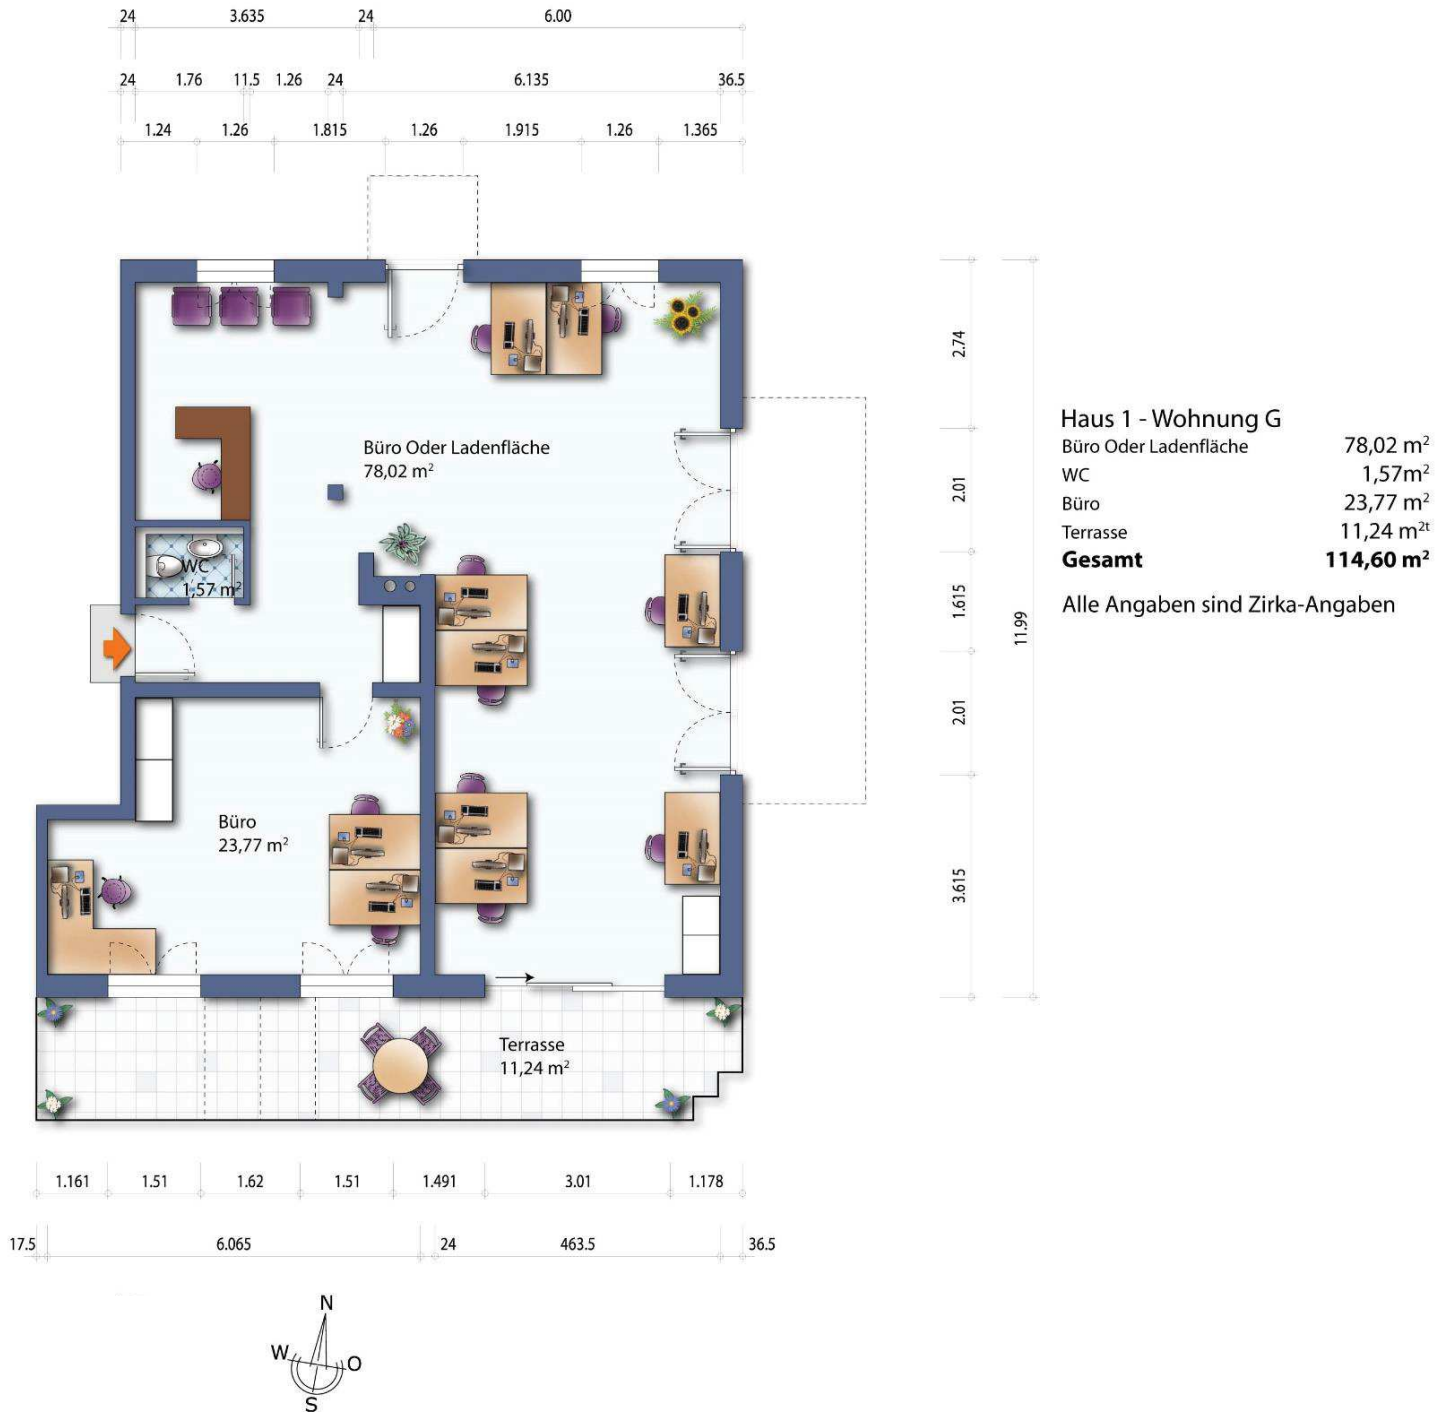 24 3.635 24 6.00
24 1.76 11.5 1.26 24 6.135 36.5
1.24 1.26 1.815 1.26 1.915 1.26 1.365
2.74
2.01
1.615
2.01
3.615
11.99
Haus 1 - Wohnung G
Büro Oder Ladenfläche 78,02 m²
WC 1,57m²
Büro 23,77 m²
Terrasse 11,24 m²ᵗ
Gesamt 114,60 m²
Alle Angaben sind Zirka-Angaben
Büro Oder Ladenfläche
78,02 m²
WC
1,57 m²
Büro
23,77 m²
Terrasse
11,24 m²
1.161 1.51 1.62 1.51 1.491 3.01 1.178
17.5 6.065 24 463.5 36.5
N
W O
S